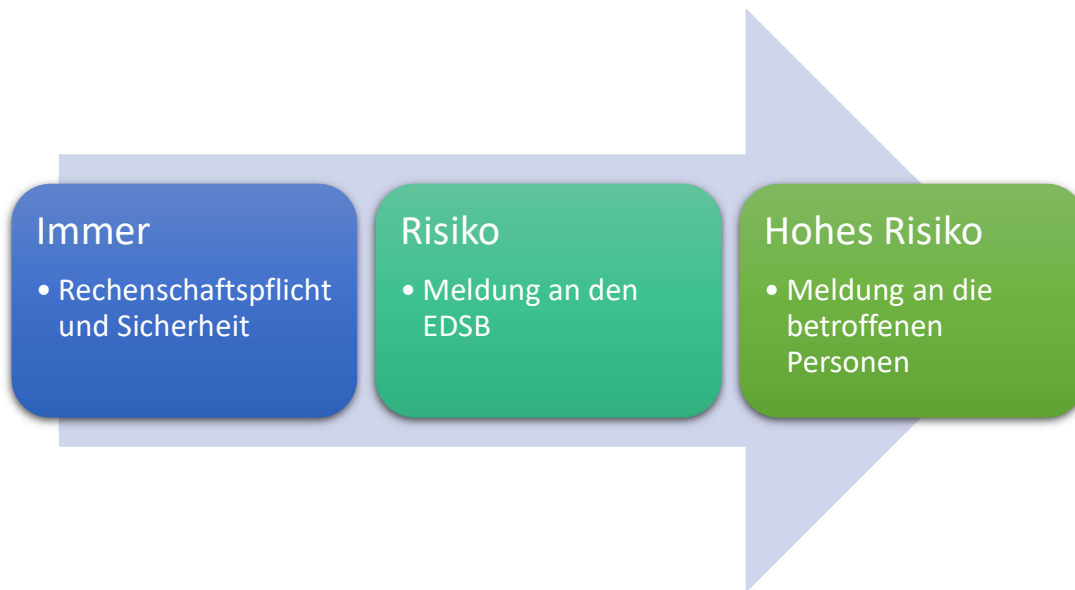 Immer
• Rechenschaftspflicht
und Sicherheit
Risiko
• Meldung an den
EDSB
Hohes Risiko
• Meldung an die
betroffenen
Personen